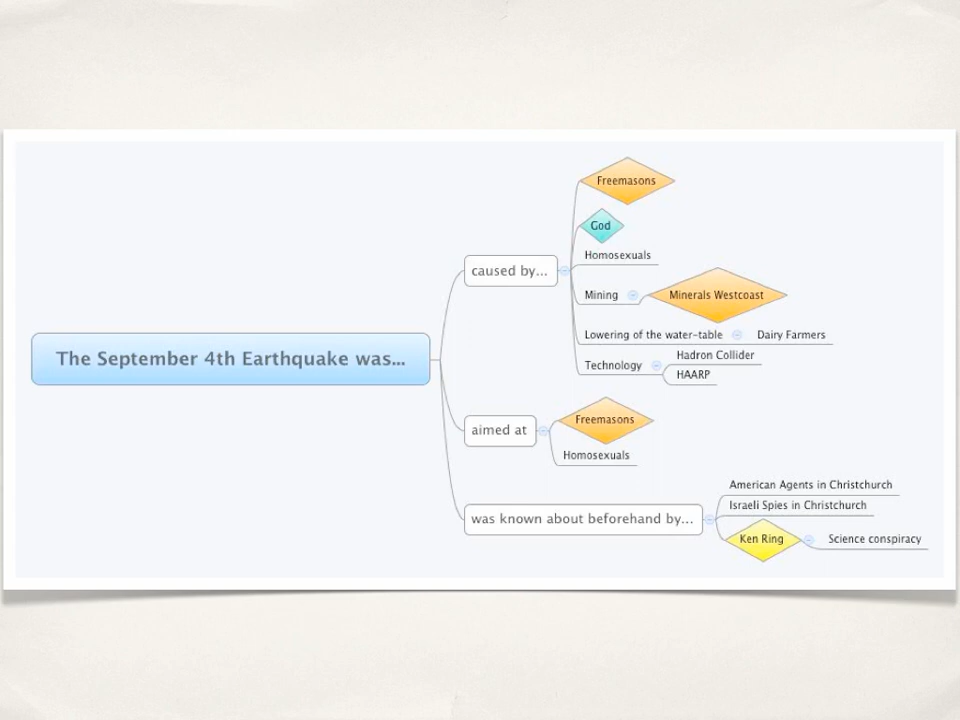 The September 4th Earthquake was...
caused by...
Freemasons
God
Homosexuals
Mining
Minerals Westcoast
Lowering of the water-table
Dairy Farmers
Technology
Hadron Collider
HAARP
aimed at
Freemasons
Homosexuals
was known about beforehand by...
American Agents in Christchurch
Israeli Spies in Christchurch
Ken Ring
Science conspiracy